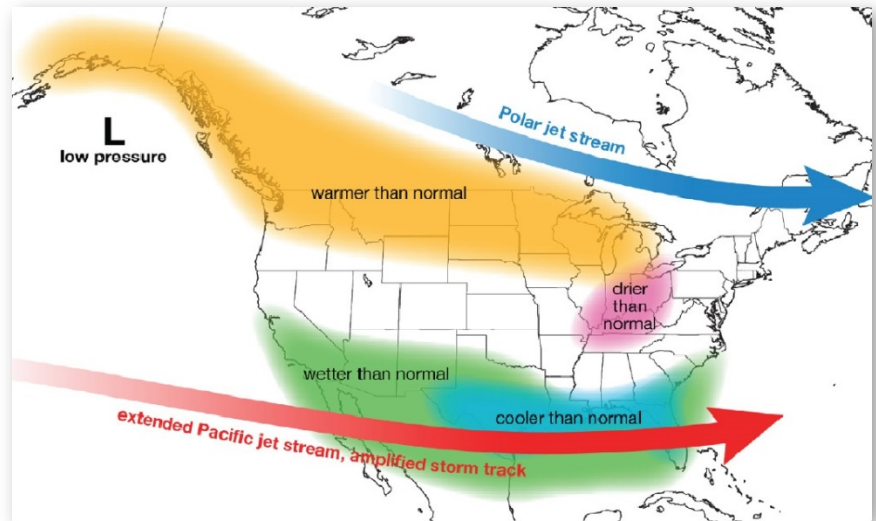 Polar jet stream
L
low pressure
warmer than normal
drier
than
normal
wetter than normal
cooler than normal
extended Pacific jet stream, amplified storm track